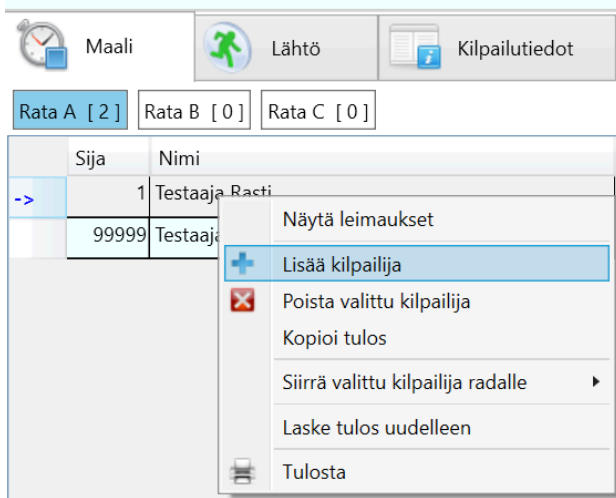 Maali Lähtö Kilpailutiedot
Rata A [ 2 ] Rata B [ 0 ] Rata C [ 0 ]
Sija Nimi
-> 1 Testaaja Rasti
99999 Testaaja
Näytä leimaukset
Lisää kilpailija
Poista valittu kilpailija
Kopioi tulos
Siirrä valittu kilpailija radalle
Laske tulos uudelleen
Tulosta